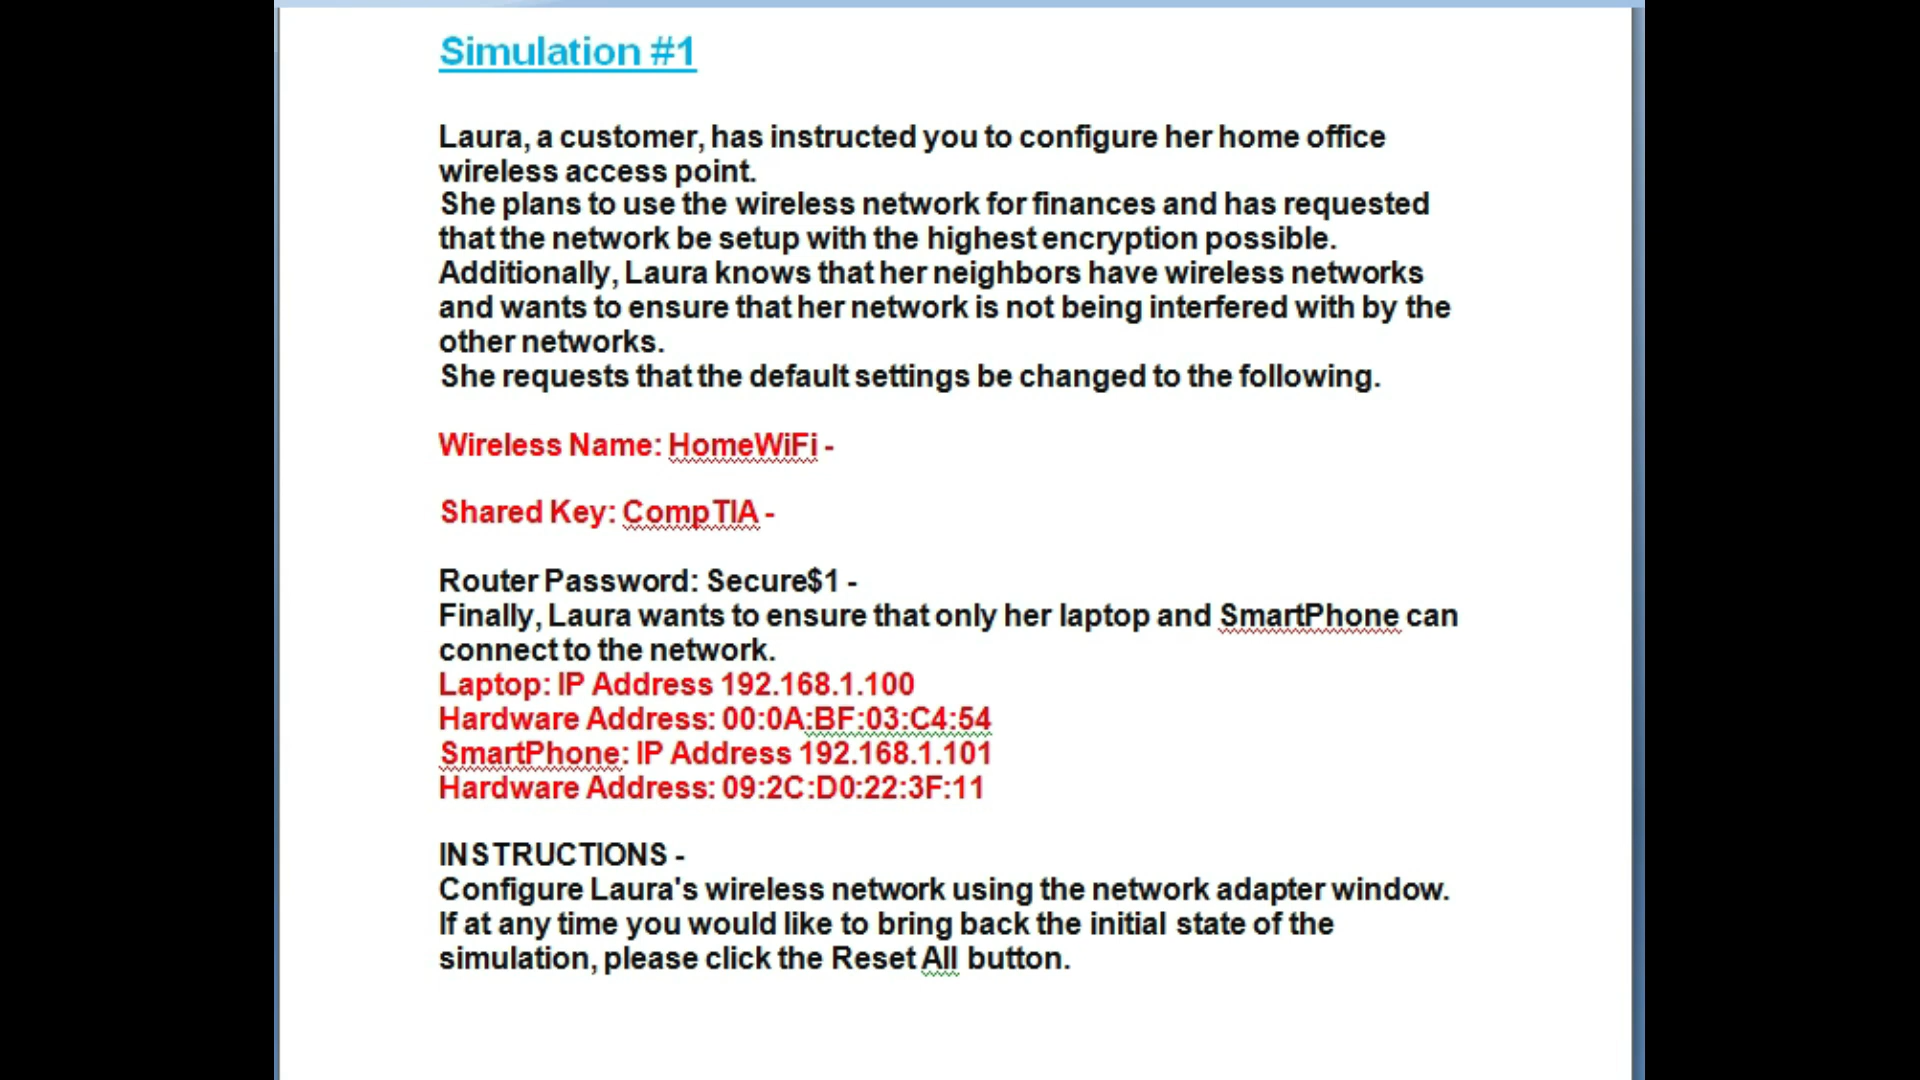 Simulation #1
Laura, a customer, has instructed you to configure her home office
wireless access point.
She plans to use the wireless network for finances and has requested
that the network be setup with the highest encryption possible.
Additionally, Laura knows that her neighbors have wireless networks
and wants to ensure that her network is not being interfered with by the
other networks.
She requests that the default settings be changed to the following.
Wireless Name: HomeWiFi -
Shared Key: CompTIA -
Router Password: Secure$1 -
Finally, Laura wants to ensure that only her laptop and SmartPhone can
connect to the network.
Laptop: IP Address 192.168.1.100
Hardware Address: 00:0A:BF:03:C4:54
SmartPhone: IP Address 192.168.1.101
Hardware Address: 09:2C:D0:22:3F:11
INSTRUCTIONS -
Configure Laura's wireless network using the network adapter window.
If at any time you would like to bring back the initial state of the
simulation, please click the Reset All button.